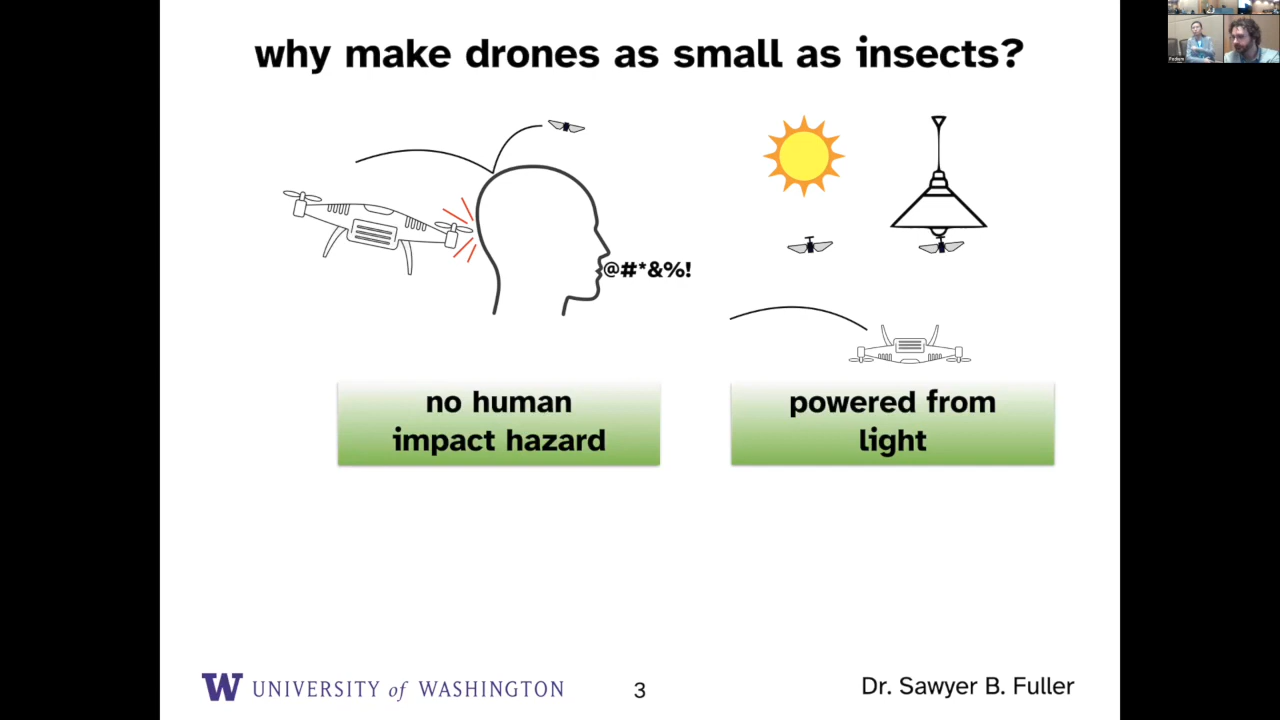 why make drones as small as insects?
@#*&%!
no human
impact hazard
powered from
light
W UNIVERSITY of WASHINGTON
3
Dr. Sawyer B. Fuller